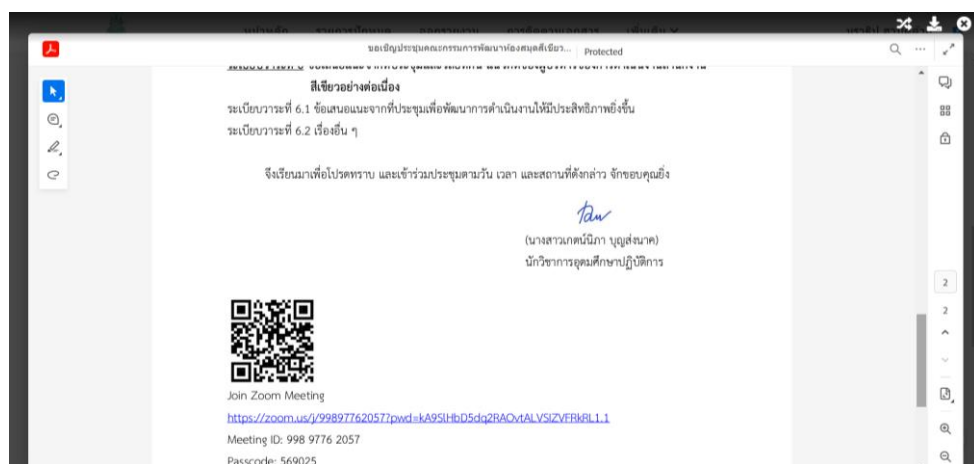 ขอเชิญประชุมคณะกรรมการพัฒนาห้องสมุดสีเขียว... Protected
สีเขียวอย่างต่อเนื่อง
ระเบียบวาระที่ 6.1 ข้อเสนอแนะจากที่ประชุมเพื่อพัฒนาการดำเนินงานให้มีประสิทธิภาพยิ่งขึ้น
ระเบียบวาระที่ 6.2 เรื่องอื่น ๆ
จึงเรียนมาเพื่อโปรดทราบ และเข้าร่วมประชุมตามวัน เวลา และสถานที่ดังกล่าว จักขอบคุณยิ่ง
(นางสาวเกตน์นิภา บุญส่งนาค)
นักวิชาการอุดมศึกษาปฏิบัติการ
2
2
Join Zoom Meeting
https://zoom.us/j/99897762057?pwd=kA9SlHbD5dq2RAOvtALVSIZVFRkRL1.1
Meeting ID: 998 9776 2057
Passcode: 569025